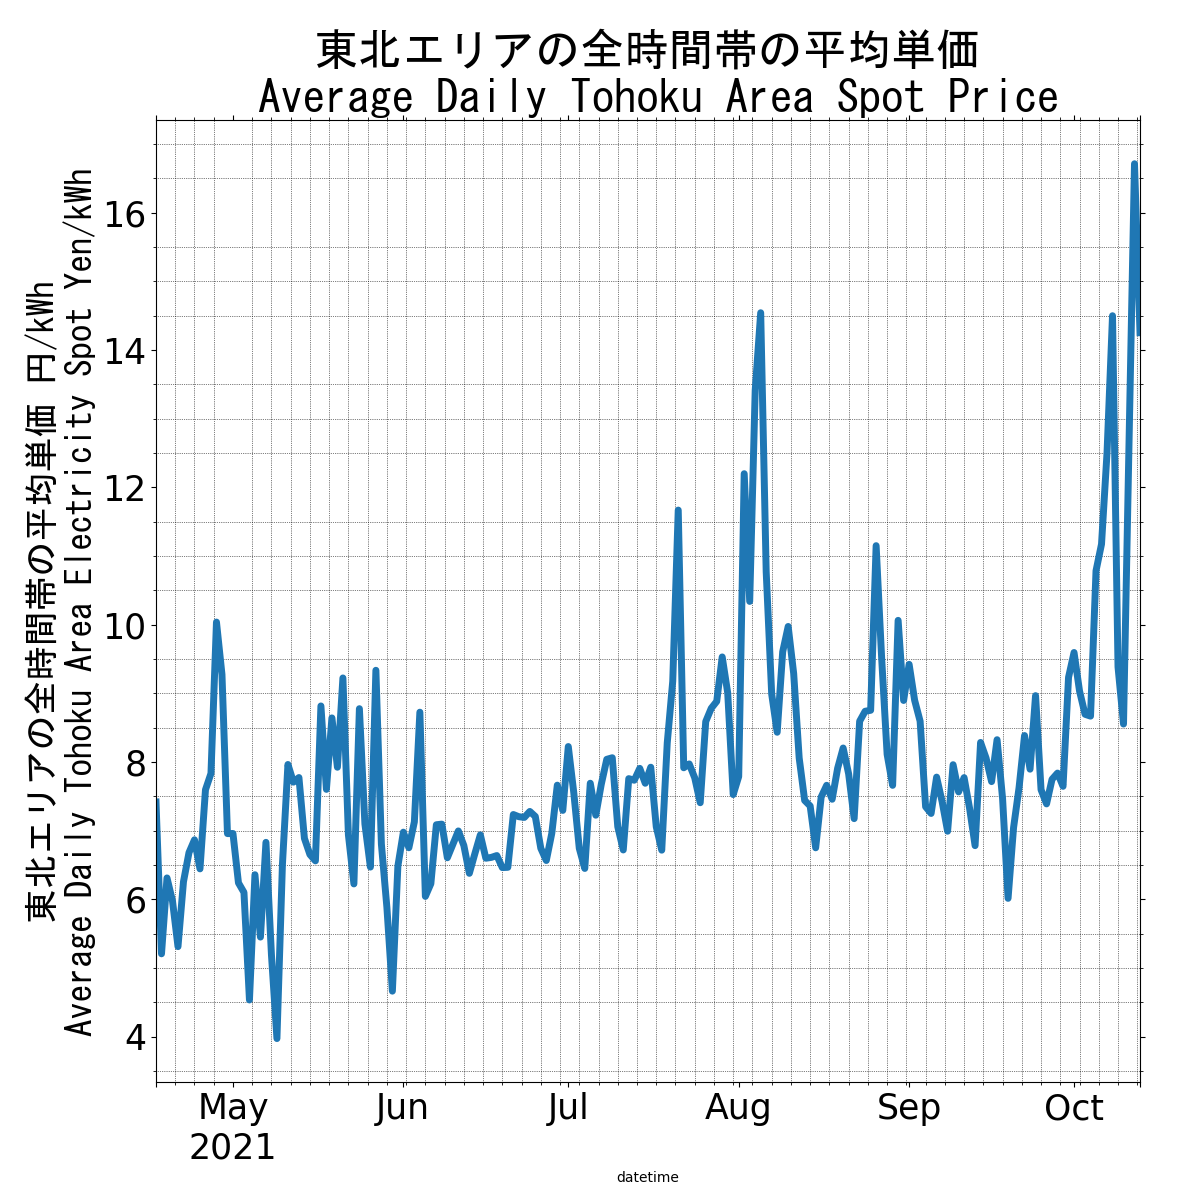 東北エリアの全時間帯の平均単価
Average Daily Tohoku Area Spot Price
東北エリアの全時間帯の平均単価 円/kWh
Average Daily Tohoku Area Electricity Spot Yen/kWh
16
14
12
10
8
6
4
May
2021
Jun
Jul
Aug
Sep
Oct
datetime